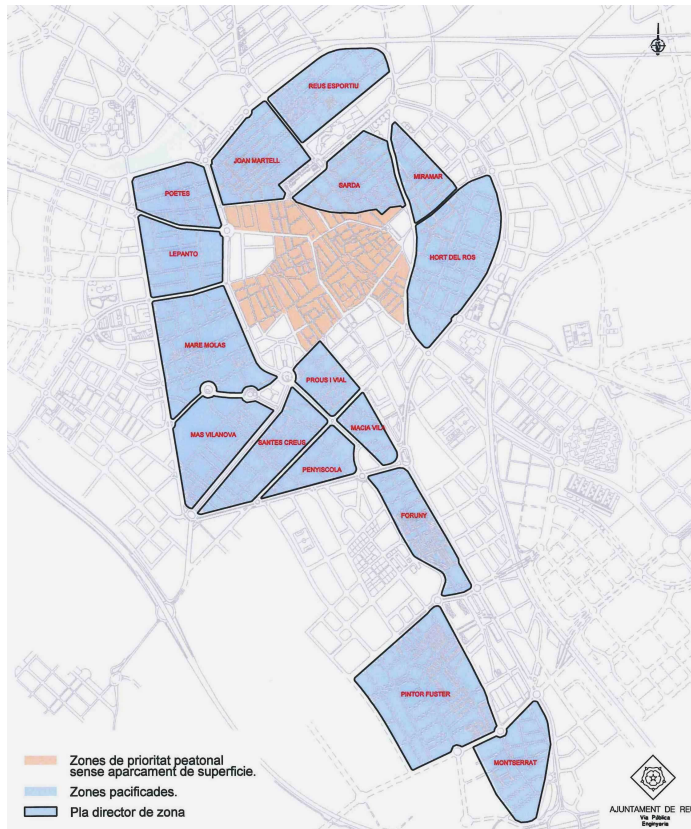 REUS ESPORTIU
JOAN MARTELL
SARDA
MIRAMAR
POETES
LEPANTO
HORT DEL ROS
MARE MOLAS
PROUS I VIAL
MAS VILANOVA
SANTES CREUS
MACIA VILA
PENYISCOLA
FORUNY
PINTOR FUSTER
MONTSERRAT
Zones de prioritat peatonal
sense aparcament de superficie.
Zones pacificades.
Pla director de zona
AJUNTAMENT DE REU
Via Pública
Enginyeria